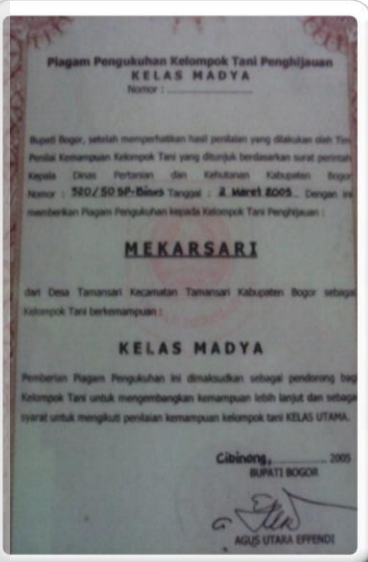 Piagam Pengukuhan Kelompok Tani Penghijauan
KELAS MADYA
Nomor : ........................
Bupati Bogor, setelah memperhatikan hasil penilaian yang dilakukan oleh Tim
Penilai Kemampuan Kelompok Tani yang ditunjuk berdasarkan surat perintah
Kepala Dinas Pertanian dan Kehutanan Kabupaten Bogor
Nomor : 520/50 SP-Binus Tanggal : 2 Maret 2005 Dengan ini
memberikan Piagam Pengukuhan kepada Kelompok Tani Penghijauan :
MEKARSARI
dari Desa Tamansari Kecamatan Tamansari Kabupaten Bogor sebagai
Kelompok Tani berkemampuan :
KELAS MADYA
Pemberian Piagam Pengukuhan ini dimaksudkan sebagai pendorong bagi
Kelompok Tani untuk mengembangkan kemampuan lebih lanjut dan sebagai
syarat untuk mengikuti penilaian kemampuan kelompok tani KELAS UTAMA.
Cibinong, ............... 2005
BUPATI BOGOR
AGUS UTARA EFFENDI